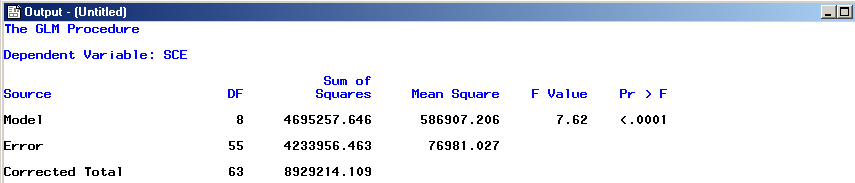 Output - (Untitled)
The GLM Procedure
Dependent Variable: SCE
Sum of
Source DF Squares Mean Square F Value Pr > F
Model 8 4695257.646 586907.206 7.62 <.0001
Error 55 4233956.463 76981.027
Corrected Total 63 8929214.109